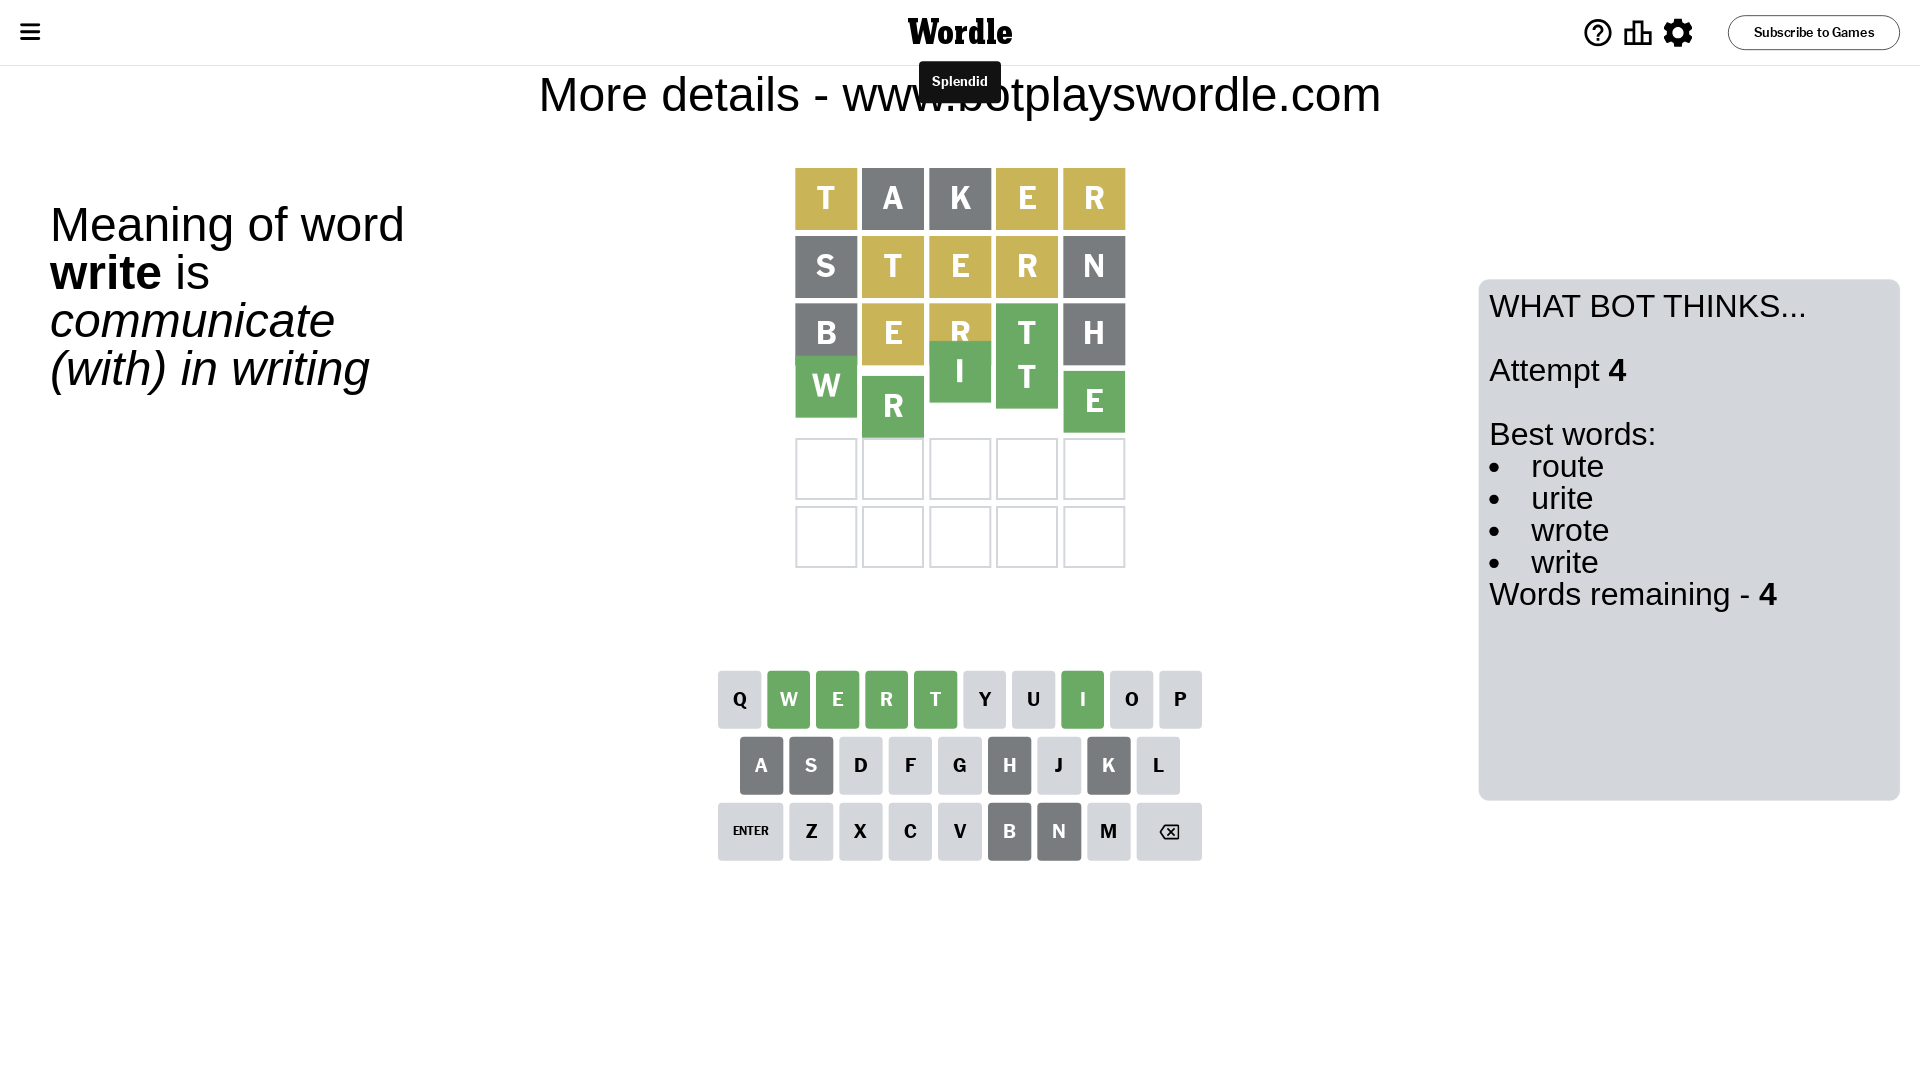 Wordle
Subscribe to Games
Splendid
More details - www.botplayswordle.com
Meaning of word
write is
communicate
(with) in writing
T A K E R
S T E R N
B E R T H
W R I T E
WHAT BOT THINKS...
Attempt 4
Best words:
• route
• urite
• wrote
• write
Words remaining - 4
Q W E R T Y U I O P
A S D F G H J K L
ENTER Z X C V B N M